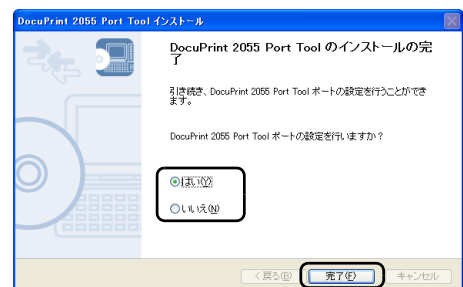 DocuPrint 2055 Port Tool インストール
DocuPrint 2055 Port Tool のインストールの完
了
引き続き、DocuPrint 2055 Port Tool ポートの設定を行うことができ
ます。
DocuPrint 2055 Port Tool ポートの設定を行いますか？
はい(Y)
いいえ(N)
< 戻る(B) 完了(F) キャンセル